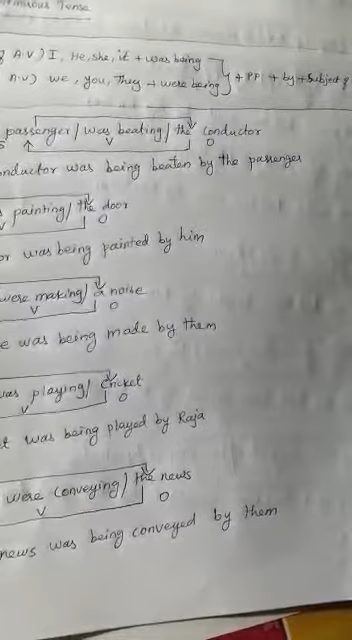 Tense
A.V) I, He, she, it + was being
A.V) we, you, They + were being } + PP + by + Subject of
passenger / was beating / the conductor
S V O
nductor was being beaten by the passenger
painting / the door
V O
or was being painted by him
were making / a noise
V O
e was being made by them
was playing / cricket
V O
et was being played by Raja
were conveying / the news
V O
news was being conveyed by them